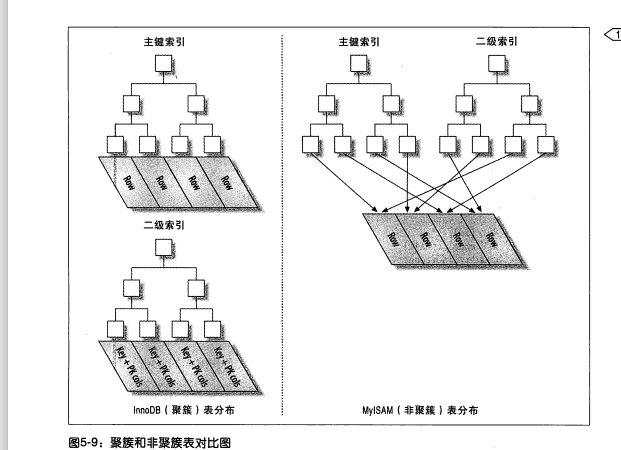 主键索引
Row Row Row Row
二级索引
Key + PK cols Key + PK cols Key + PK cols Key + PK cols
InnoDB（聚簇）表分布
主键索引 二级索引
Row Row Row Row
MyISAM（非聚簇）表分布
1
图5-9：聚簇和非聚簇表对比图